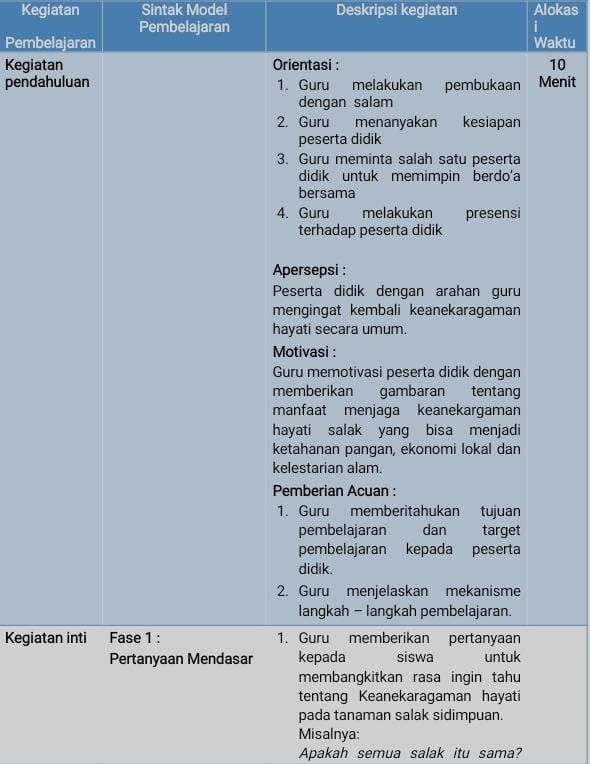 Kegiatan
Pembelajaran
Sintak Model
Pembelajaran
Deskripsi kegiatan
Alokas
i
Waktu
Kegiatan
pendahuluan
Orientasi :
1. Guru melakukan pembukaan
dengan salam
2. Guru menanyakan kesiapan
peserta didik
3. Guru meminta salah satu peserta
didik untuk memimpin berdo’a
bersama
4. Guru melakukan presensi
terhadap peserta didik
Apersepsi :
Peserta didik dengan arahan guru
mengingat kembali keanekaragaman
hayati secara umum.
Motivasi :
Guru memotivasi peserta didik dengan
memberikan gambaran tentang
manfaat menjaga keanekargaman
hayati salak yang bisa menjadi
ketahanan pangan, ekonomi lokal dan
kelestarian alam.
Pemberian Acuan :
1. Guru memberitahukan tujuan
pembelajaran dan target
pembelajaran kepada peserta
didik.
2. Guru menjelaskan mekanisme
langkah – langkah pembelajaran.
10
Menit
Kegiatan inti
Fase 1 :
Pertanyaan Mendasar
1. Guru memberikan pertanyaan
kepada siswa untuk
membangkitkan rasa ingin tahu
tentang Keanekaragaman hayati
pada tanaman salak sidimpuan.
Misalnya:
Apakah semua salak itu sama?